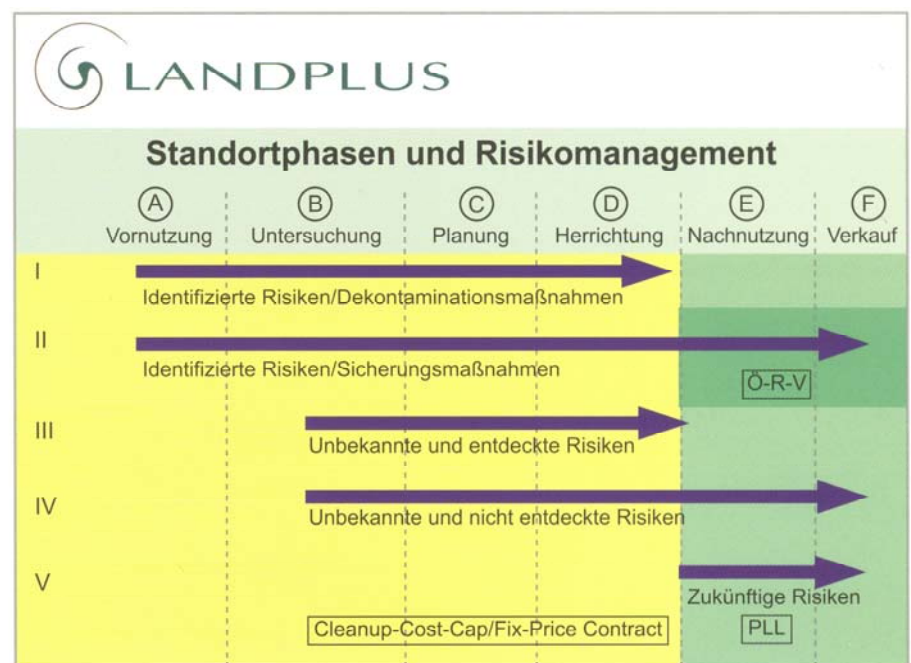 LANDPLUS
Standortphasen und Risikomanagement
A B C D E F
Vornutzung Untersuchung Planung Herrichtung Nachnutzung Verkauf
I
Identifizierte Risiken/Dekontaminationsmaßnahmen
II
Identifizierte Risiken/Sicherungsmaßnahmen
Ö-R-V
III
Unbekannte und entdeckte Risiken
IV
Unbekannte und nicht entdeckte Risiken
V
Zukünftige Risiken
Cleanup-Cost-Cap/Fix-Price Contract PLL